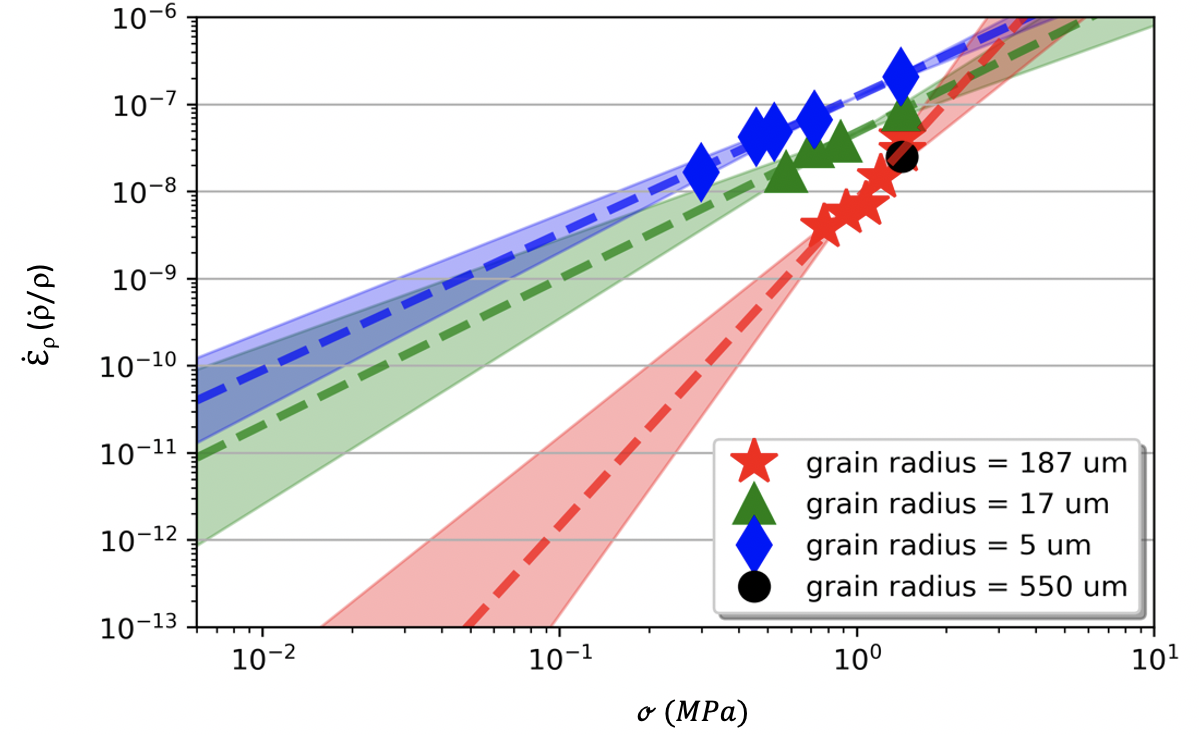 10⁻⁶
10⁻⁷
10⁻⁸
10⁻⁹
10⁻¹⁰
10⁻¹¹
10⁻¹²
10⁻¹³
ε̇ρ (ρ̇/ρ)
grain radius = 187 um
grain radius = 17 um
grain radius = 5 um
grain radius = 550 um
10⁻² 10⁻¹ 10⁰ 10¹
σ (MPa)